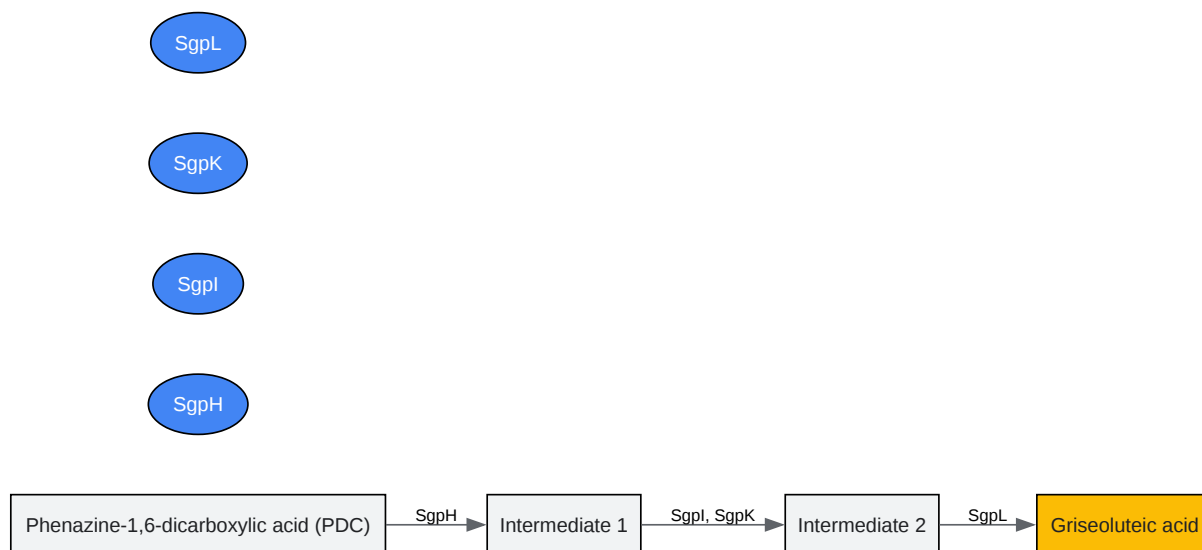 SgpL
SgpK
SgpI
SgpH
Phenazine-1,6-dicarboxylic acid (PDC)
SgpH
Intermediate 1
SgpI, SgpK
Intermediate 2
SgpL
Griseoluteic acid